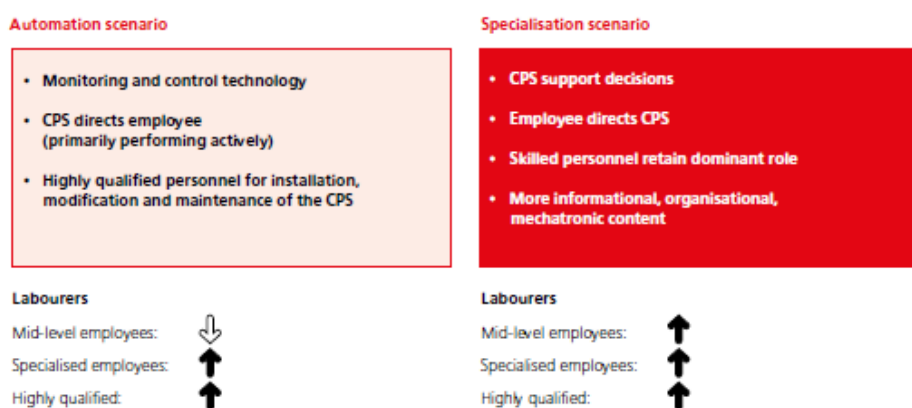 Automation scenario
• Monitoring and control technology
• CPS directs employee
(primarily performing actively)
• Highly qualified personnel for installation,
modification and maintenance of the CPS
Labourers
Mid-level employees:
Specialised employees:
Highly qualified:
Specialisation scenario
• CPS support decisions
• Employee directs CPS
• Skilled personnel retain dominant role
• More informational, organisational,
mechatronic content
Labourers
Mid-level employees:
Specialised employees:
Highly qualified: